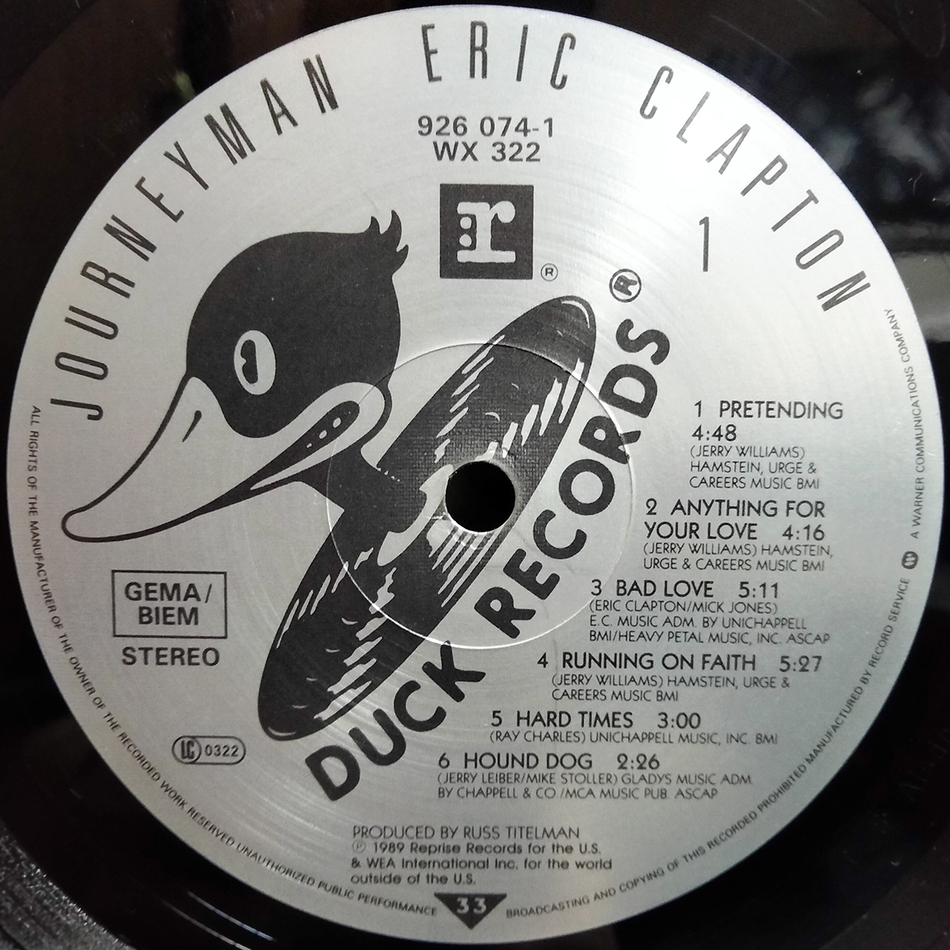 JOURNEYMAN ERIC CLAPTON
926 074-1
WX 322
r ®
1
DUCK RECORDS ®
1 PRETENDING
4:48
(JERRY WILLIAMS)
HAMSTEIN, URGE &
CAREERS MUSIC BMI
2 ANYTHING FOR
YOUR LOVE 4:16
(JERRY WILLIAMS) HAMSTEIN,
URGE & CAREERS MUSIC BMI
3 BAD LOVE 5:11
(ERIC CLAPTON/MICK JONES)
E.C. MUSIC ADM. BY UNICHAPPELL
BMI/HEAVY PETAL MUSIC, INC. ASCAP
4 RUNNING ON FAITH 5:27
(JERRY WILLIAMS) HAMSTEIN, URGE &
CAREERS MUSIC BMI
5 HARD TIMES 3:00
(RAY CHARLES) UNICHAPPELL MUSIC, INC. BMI
6 HOUND DOG 2:26
(JERRY LEIBER/MIKE STOLLER) GLADYS MUSIC ADM.
BY CHAPPELL & CO./MCA MUSIC PUB. ASCAP
GEMA/
BIEM
STEREO
LC 0322
PRODUCED BY RUSS TITELMAN
℗ 1989 Reprise Records for the U.S.
& WEA International Inc. for the world
outside of the U.S.
33
ALL RIGHTS OF THE MANUFACTURER OF THE OWNER OF THE RECORDED WORK RESERVED UNAUTHORIZED PUBLIC PERFORMANCE BROADCASTING AND COPYING OF THIS RECORDED PROHIBITED MANUFACTURED BY RECORD SERVICE A WARNER COMMUNICATIONS COMPANY